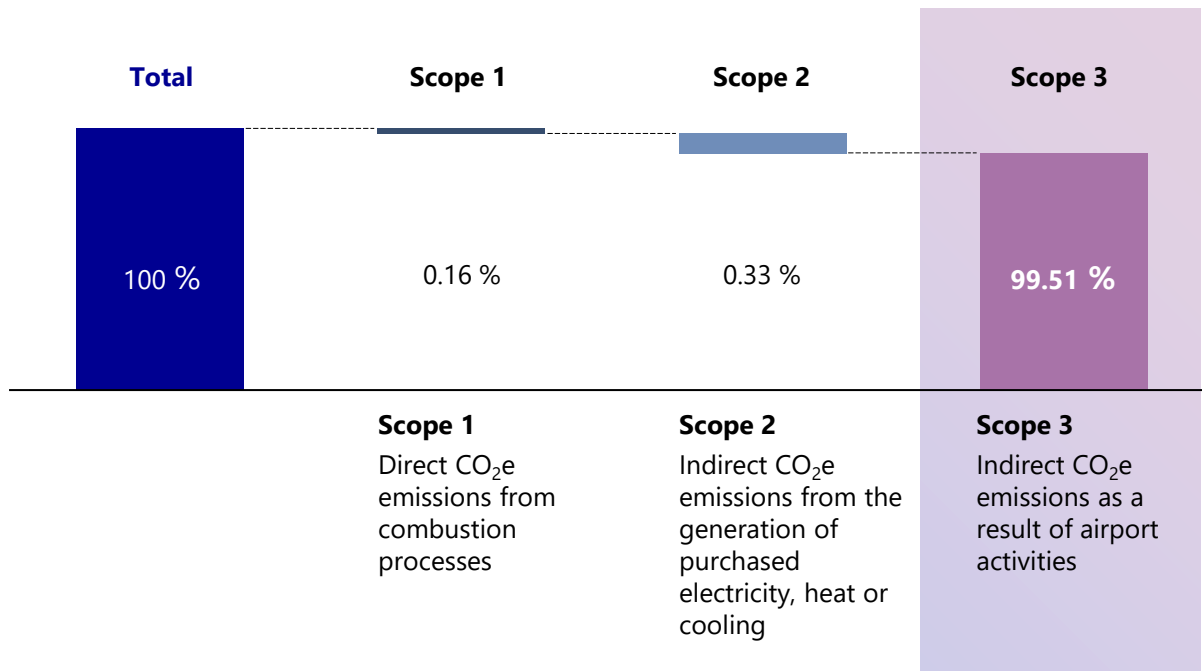 Total
Scope 1
Scope 2
Scope 3
100 %
0.16 %
0.33 %
99.51 %
Scope 1
Direct CO₂e
emissions from
combustion
processes
Scope 2
Indirect CO₂e
emissions from the
generation of
purchased
electricity, heat or
cooling
Scope 3
Indirect CO₂e
emissions as a
result of airport
activities